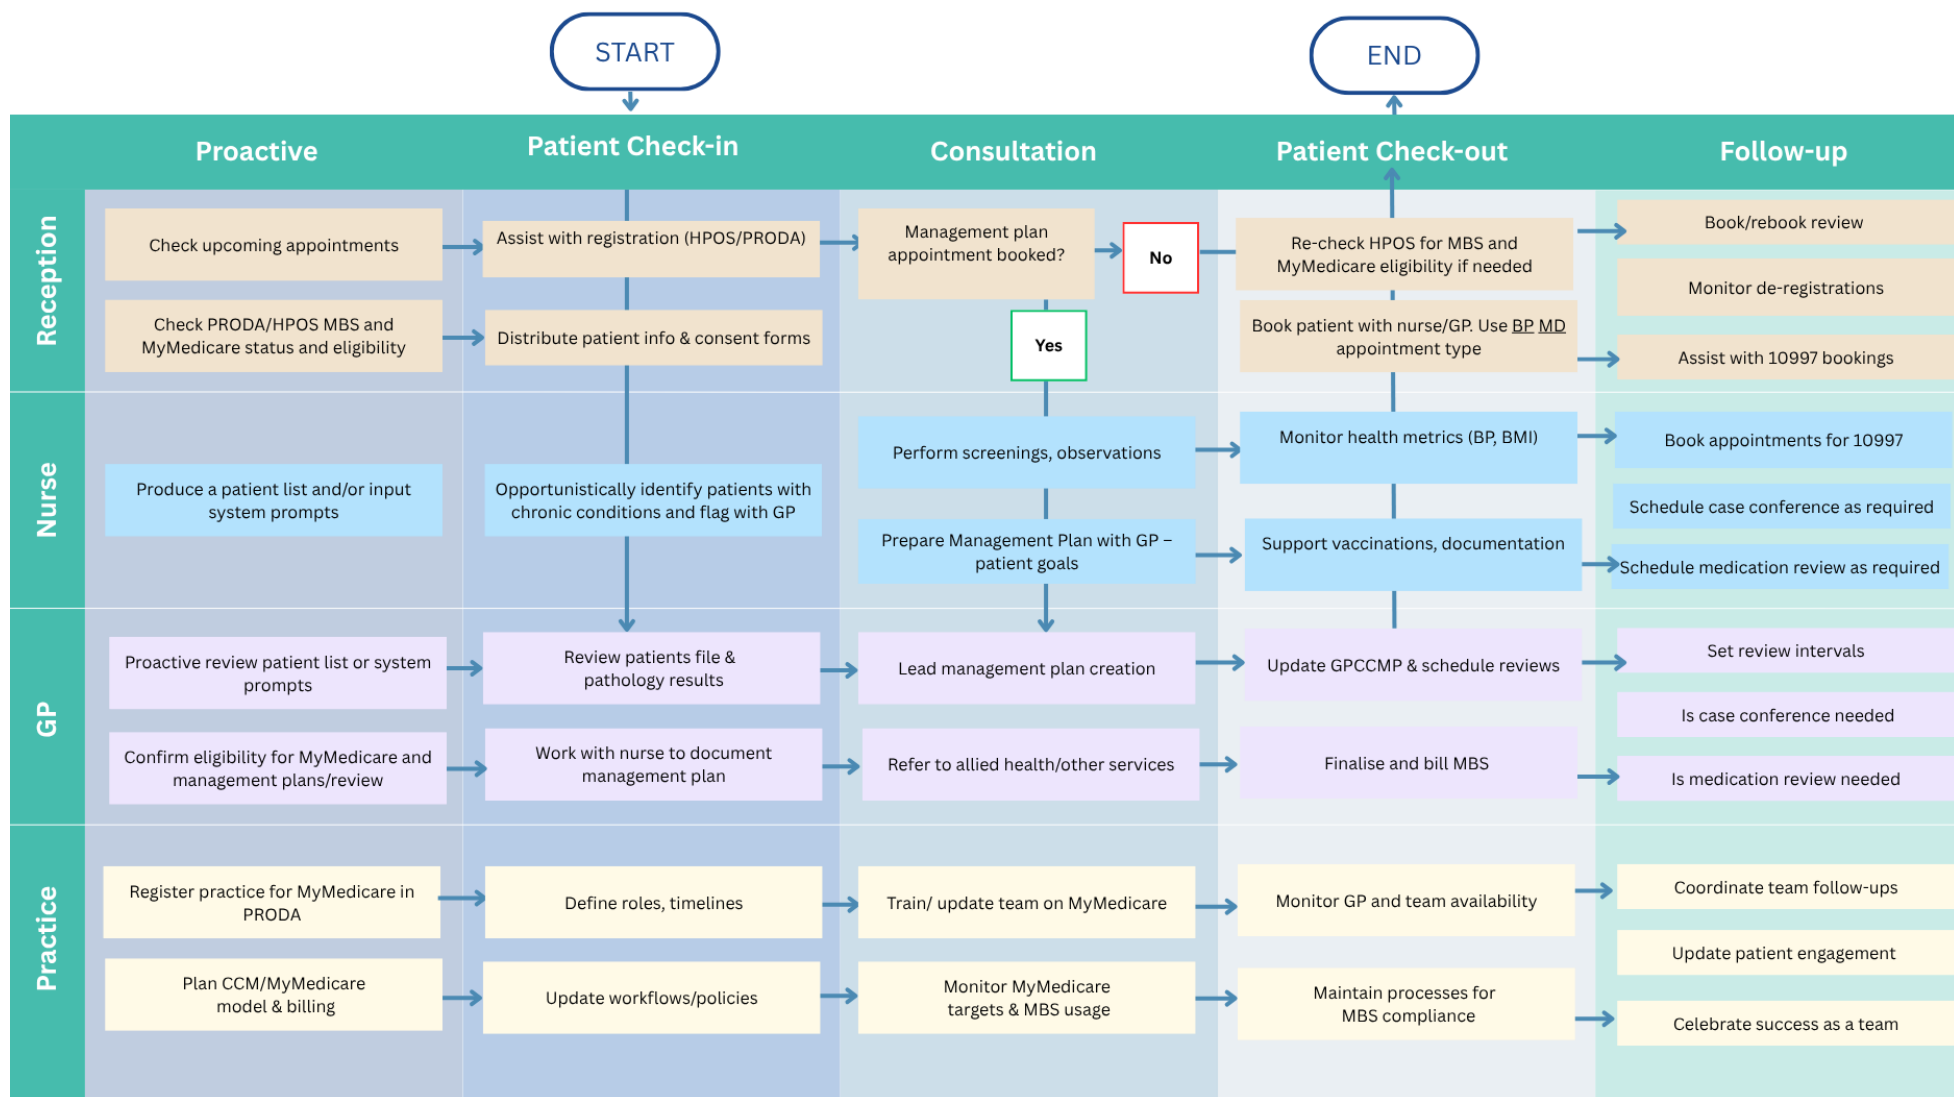 START
END
Proactive
Patient Check-in
Consultation
Patient Check-out
Follow-up
Reception
Check upcoming appointments
Assist with registration (HPOS/PRODA)
Management plan
appointment booked?
No
Re-check HPOS for MBS and
MyMedicare eligibility if needed
Book/rebook review
Monitor de-registrations
Check PRODA/HPOS MBS and
MyMedicare status and eligibility
Distribute patient info & consent forms
Yes
Book patient with nurse/GP. Use BP MD
appointment type
Assist with 10997 bookings
Nurse
Produce a patient list and/or input
system prompts
Opportunistically identify patients with
chronic conditions and flag with GP
Perform screenings, observations
Monitor health metrics (BP, BMI)
Book appointments for 10997
Schedule case conference as required
Prepare Management Plan with GP –
patient goals
Support vaccinations, documentation
Schedule medication review as required
GP
Proactive review patient list or system
prompts
Review patients file &
pathology results
Lead management plan creation
Update GPCCMP & schedule reviews
Set review intervals
Is case conference needed
Confirm eligibility for MyMedicare and
management plans/review
Work with nurse to document
management plan
Refer to allied health/other services
Finalise and bill MBS
Is medication review needed
Practice
Register practice for MyMedicare in
PRODA
Define roles, timelines
Train/ update team on MyMedicare
Monitor GP and team availability
Coordinate team follow-ups
Update patient engagement
Plan CCM/MyMedicare
model & billing
Update workflows/policies
Monitor MyMedicare
targets & MBS usage
Maintain processes for
MBS compliance
Celebrate success as a team